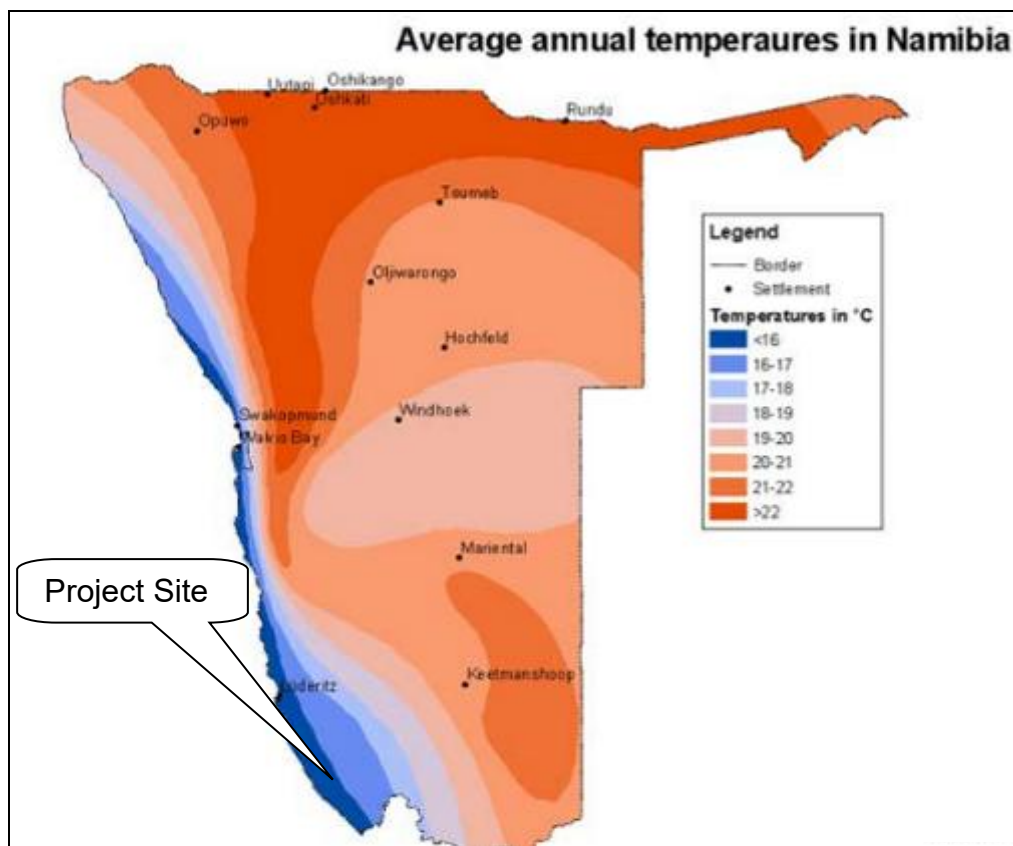 Average annual temperaures in Namibia
Uutapi
Oshikango
Oshkati
Opuwo
Rundu
Tsumeb
Otjiwarongo
Hochfeld
Windhoek
Swakopmund
Walvis Bay
Mariental
Keetmanshoop
Legend
Border
Settlement
Temperatures in °C
<16
16-17
17-18
18-19
19-20
20-21
21-22
>22
Project Site